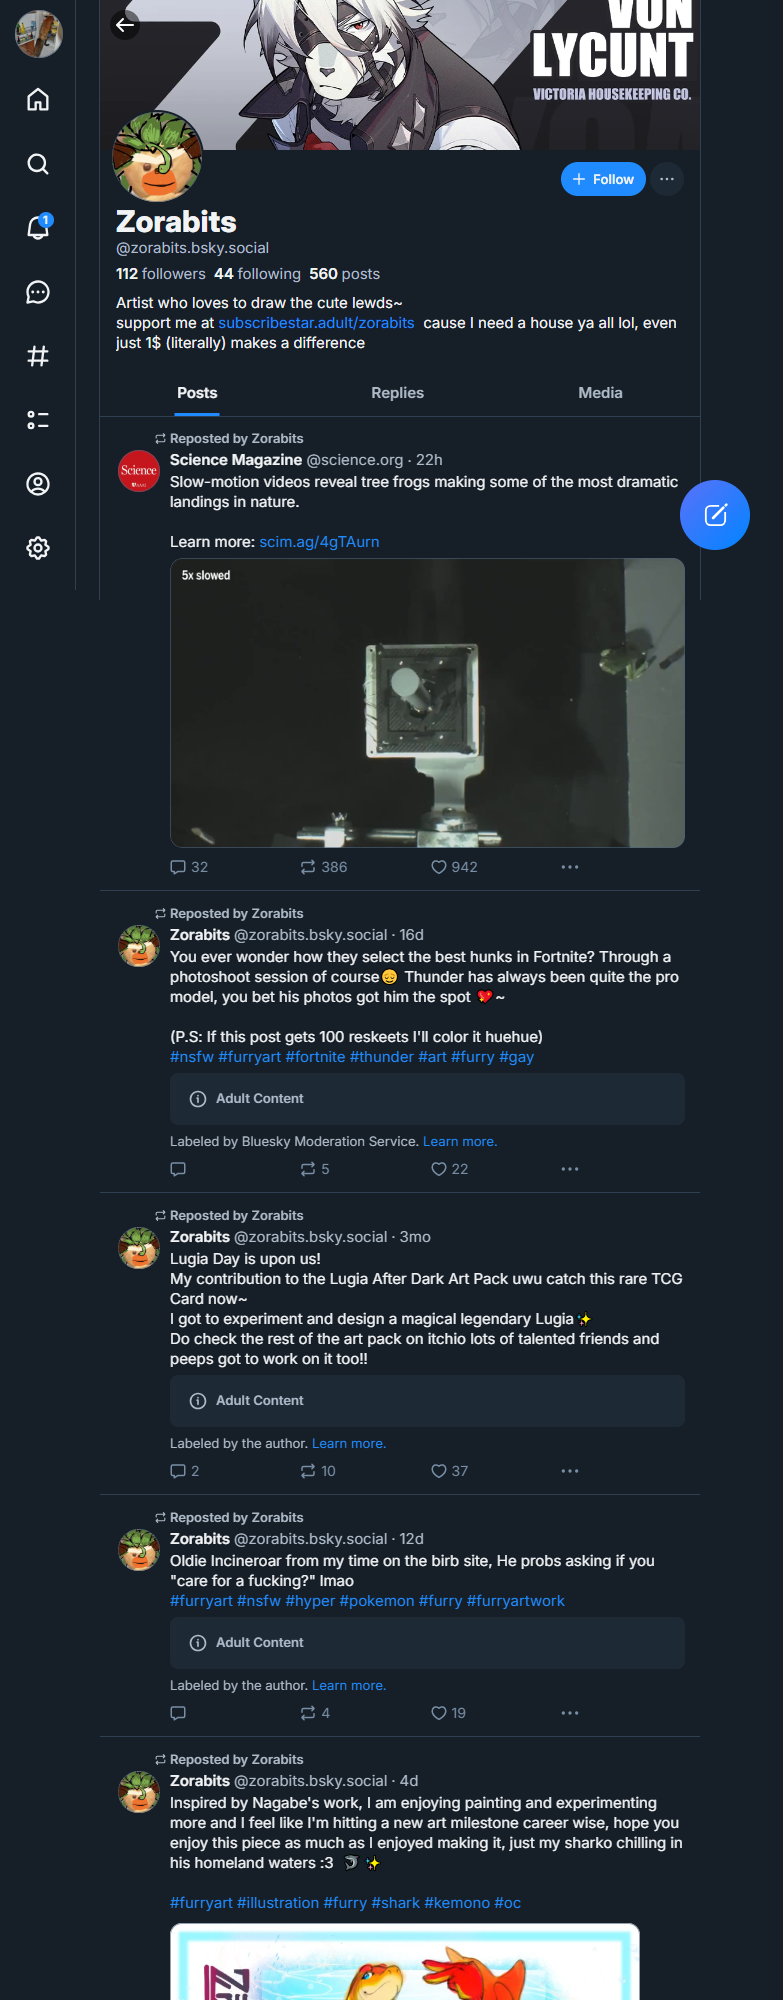 VON
LYCUNT
VICTORIA HOUSEKEEPING CO.
Follow
1
Zorabits
@zorabits.bsky.social
112 followers 44 following 560 posts
Artist who loves to draw the cute lewds~
support me at subscribestar.adult/zorabits cause I need a house ya all lol, even
just 1$ (literally) makes a difference
Posts Replies Media
Reposted by Zorabits
Science
Science Magazine @science.org · 22h
Slow-motion videos reveal tree frogs making some of the most dramatic
landings in nature.
Learn more: scim.ag/4gTAurn
5x slowed
32 386 942
Reposted by Zorabits
Zorabits @zorabits.bsky.social · 16d
You ever wonder how they select the best hunks in Fortnite? Through a
photoshoot session of course😌 Thunder has always been quite the pro
model, you bet his photos got him the spot 💖~
(P.S: If this post gets 100 reskeets I'll color it huehue)
#nsfw #furryart #fortnite #thunder #art #furry #gay
Adult Content
Labeled by Bluesky Moderation Service. Learn more.
5 22
Reposted by Zorabits
Zorabits @zorabits.bsky.social · 3mo
Lugia Day is upon us!
My contribution to the Lugia After Dark Art Pack uwu catch this rare TCG
Card now~
I got to experiment and design a magical legendary Lugia✨
Do check the rest of the art pack on itchio lots of talented friends and
peeps got to work on it too!!
Adult Content
Labeled by the author. Learn more.
2 10 37
Reposted by Zorabits
Zorabits @zorabits.bsky.social · 12d
Oldie Incineroar from my time on the birb site, He probs asking if you
"care for a fucking?" lmao
#furryart #nsfw #hyper #pokemon #furry #furryartwork
Adult Content
Labeled by the author. Learn more.
4 19
Reposted by Zorabits
Zorabits @zorabits.bsky.social · 4d
Inspired by Nagabe's work, I am enjoying painting and experimenting
more and I feel like I'm hitting a new art milestone career wise, hope you
enjoy this piece as much as I enjoyed making it, just my sharko chilling in
his homeland waters :3 🦈 ✨
#furryart #illustration #furry #shark #kemono #oc